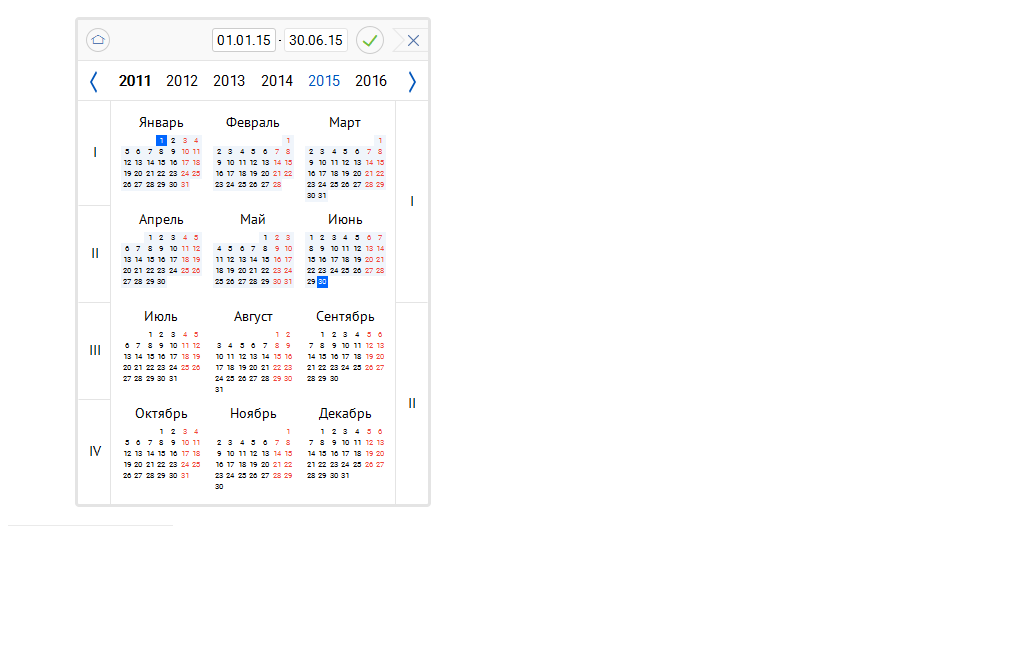 01.01.15 - 30.06.15
2011 2012 2013 2014 2015 2016
Январь Февраль Март
1 2 3 4 1 1
5 6 7 8 9 10 11 2 3 4 5 6 7 8 2 3 4 5 6 7 8
I
12 13 14 15 16 17 18 9 10 11 12 13 14 15 9 10 11 12 13 14 15
19 20 21 22 23 24 25 16 17 18 19 20 21 22 16 17 18 19 20 21 22
26 27 28 29 30 31 23 24 25 26 27 28 23 24 25 26 27 28 29
30 31
I
Апрель Май Июнь
1 2 3 4 5 1 2 3 1 2 3 4 5 6 7
6 7 8 9 10 11 12 4 5 6 7 8 9 10 8 9 10 11 12 13 14
II
13 14 15 16 17 18 19 11 12 13 14 15 16 17 15 16 17 18 19 20 21
20 21 22 23 24 25 26 18 19 20 21 22 23 24 22 23 24 25 26 27 28
27 28 29 30 25 26 27 28 29 30 31 29 30
Июль Август Сентябрь
1 2 3 4 5 1 2 1 2 3 4 5 6
6 7 8 9 10 11 12 3 4 5 6 7 8 9 7 8 9 10 11 12 13
III
13 14 15 16 17 18 19 10 11 12 13 14 15 16 14 15 16 17 18 19 20
20 21 22 23 24 25 26 17 18 19 20 21 22 23 21 22 23 24 25 26 27
27 28 29 30 31 24 25 26 27 28 29 30 28 29 30
31
II
Октябрь Ноябрь Декабрь
1 2 3 4 1 1 2 3 4 5 6
5 6 7 8 9 10 11 2 3 4 5 6 7 8 7 8 9 10 11 12 13
IV
12 13 14 15 16 17 18 9 10 11 12 13 14 15 14 15 16 17 18 19 20
19 20 21 22 23 24 25 16 17 18 19 20 21 22 21 22 23 24 25 26 27
26 27 28 29 30 31 23 24 25 26 27 28 29 28 29 30 31
30